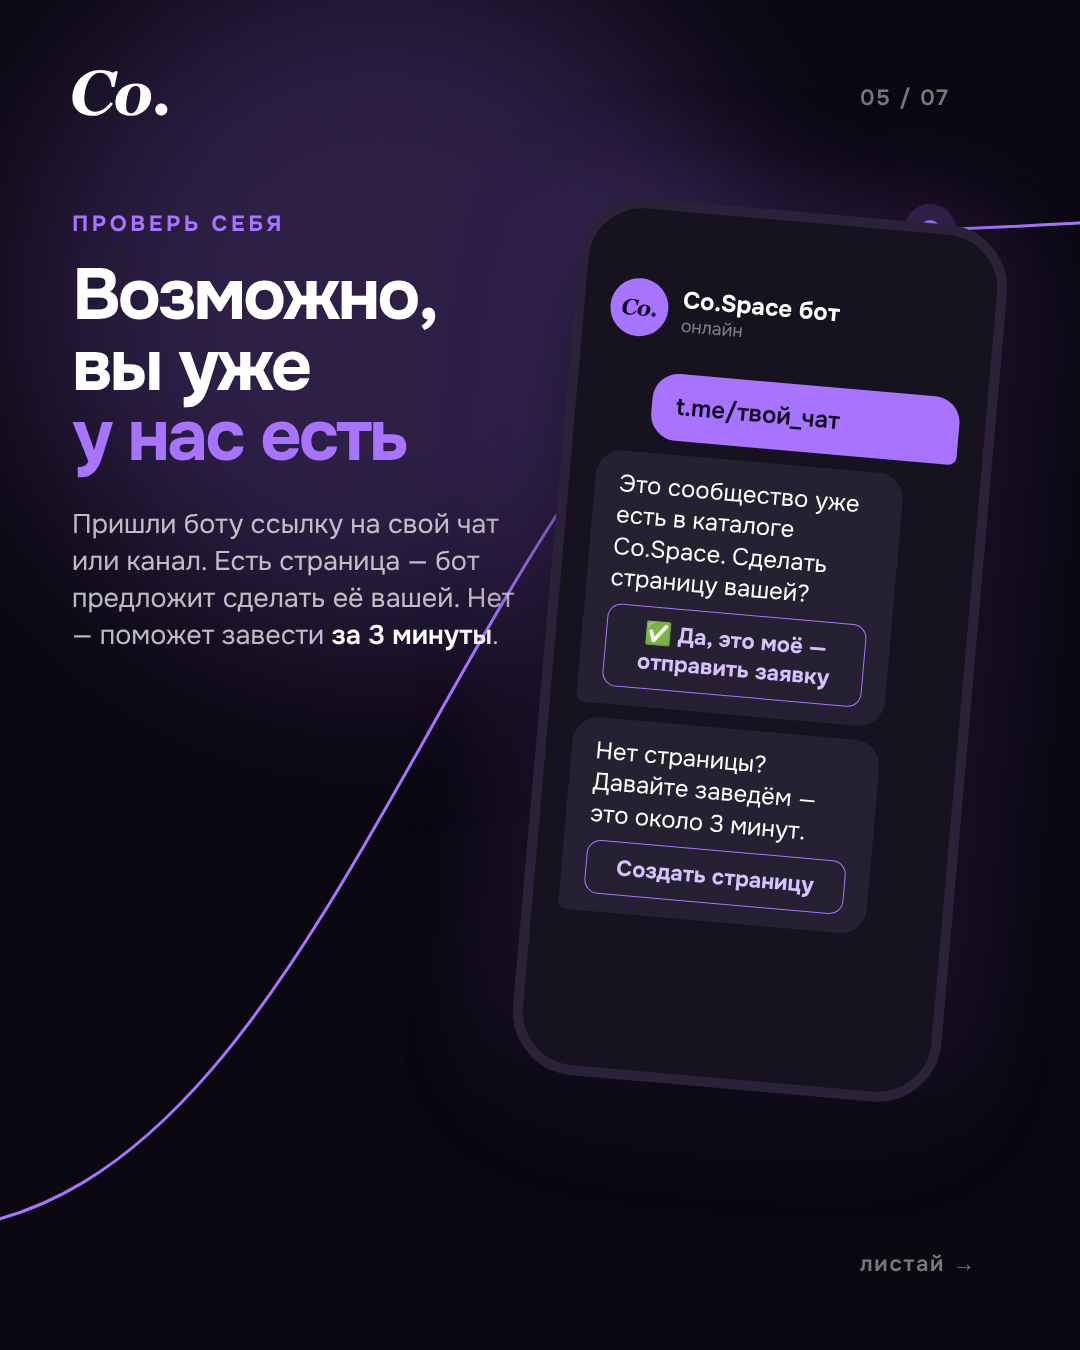 Co.
05 / 07
ПРОВЕРЬ СЕБЯ
Возможно,
вы уже
у нас есть
Пришли боту ссылку на свой чат
или канал. Есть страница — бот
предложит сделать её вашей. Нет
— поможет завести за 3 минуты.
Co.
Co.Space бот
онлайн
t.me/твой_чат
Это сообщество уже
есть в каталоге
Co.Space. Сделать
страницу вашей?
✅ Да, это моё —
отправить заявку
Нет страницы?
Давайте заведём —
это около 3 минут.
Создать страницу
листай →